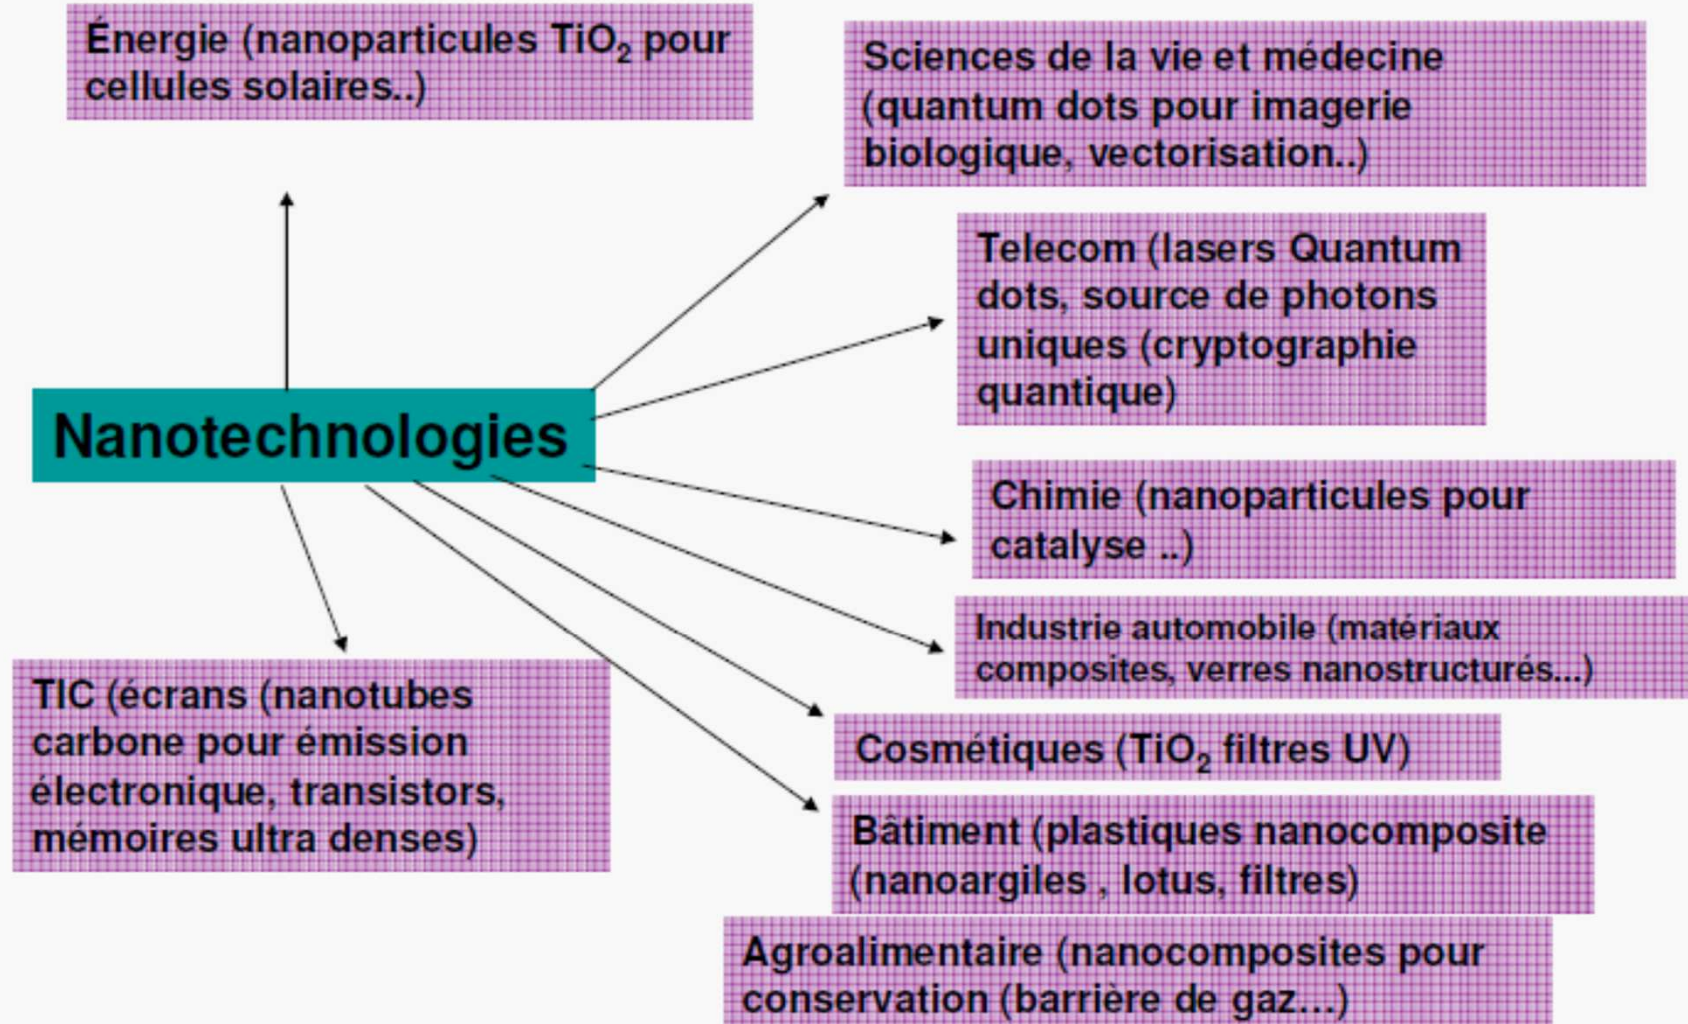 Énergie (nanoparticules TiO₂ pour
cellules solaires..)
Sciences de la vie et médecine
(quantum dots pour imagerie
biologique, vectorisation..)
Telecom (lasers Quantum
dots, source de photons
uniques (cryptographie
quantique)
Nanotechnologies
Chimie (nanoparticules pour
catalyse ..)
Industrie automobile (matériaux
composites, verres nanostructurés...)
TIC (écrans (nanotubes
carbone pour émission
électronique, transistors,
mémoires ultra denses)
Cosmétiques (TiO₂ filtres UV)
Bâtiment (plastiques nanocomposite
(nanoargiles , lotus, filtres)
Agroalimentaire (nanocomposites pour
conservation (barrière de gaz...)